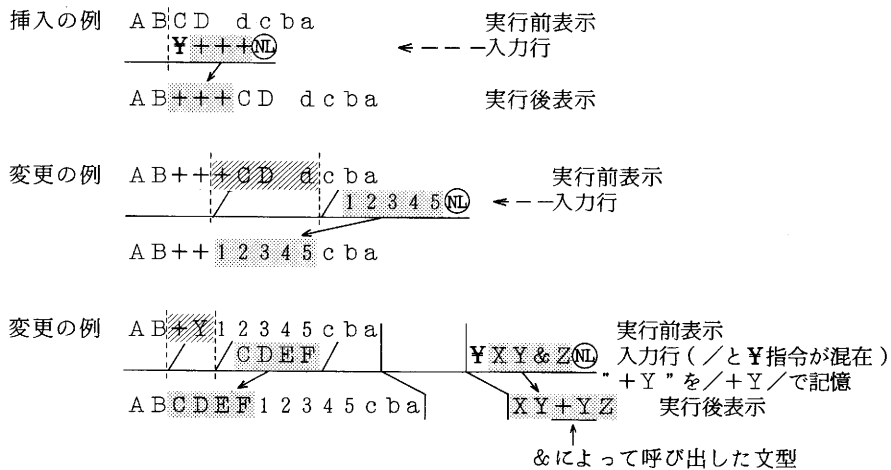 挿入の例 ABCD dcba 実行前表示
¥+++NL ←---入力行
AB+++CD dcba 実行後表示
変更の例 AB+++CD dcba 実行前表示
/ /12345NL ←--入力行
AB++12345cba
変更の例 AB+Y12345cba 実行前表示
/ /CDEF/ ¥XY&ZNL 入力行(/と¥指令が混在)
"+Y"を/+Y/で記憶
ABCDEF12345cba XY+YZ 実行後表示
&によって呼び出した文型